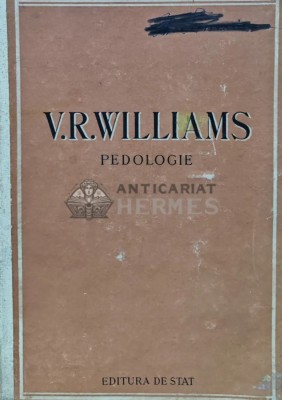 V.R.WILLIAMS
PEDOLOGIE
ANTICARIAT
HERMES
EDITURA DE STAT